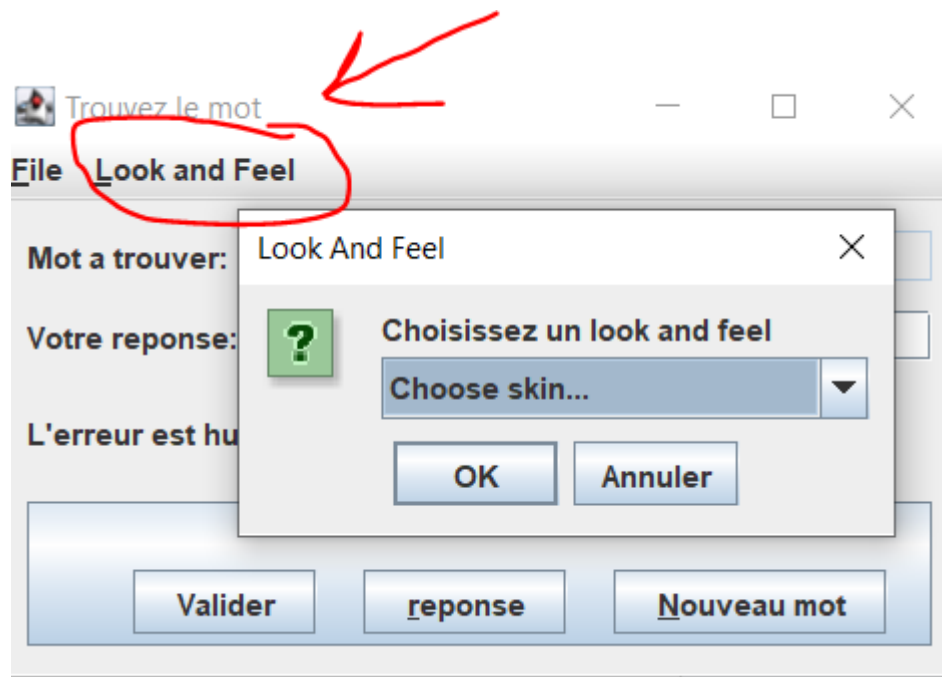 Trouvez le mot
File Look and Feel
Look And Feel
Mot a trouver:
Choisissez un look and feel
Votre reponse:
Choose skin...
L'erreur est
OK Annuler
Valider reponse Nouveau mot